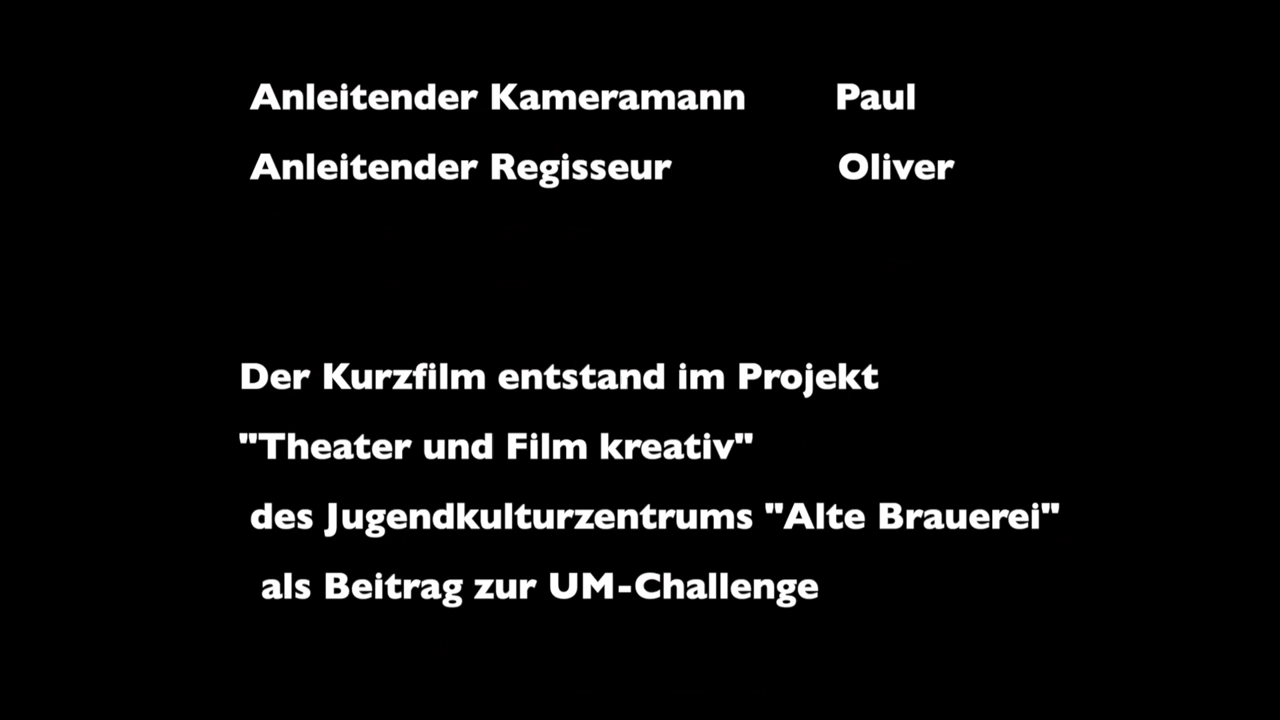 Anleitender Kameramann Paul
Anleitender Regisseur Oliver
Der Kurzfilm entstand im Projekt
"Theater und Film kreativ"
des Jugendkulturzentrums "Alte Brauerei"
als Beitrag zur UM-Challenge